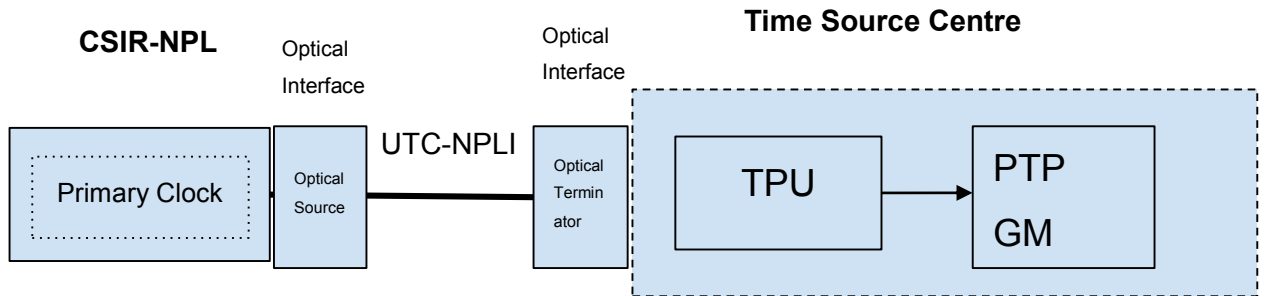 Time Source Centre
CSIR-NPL
Optical
Interface
Optical
Interface
UTC-NPLI
Primary Clock
Optical
Source
Optical
Termin
ator
TPU
PTP
GM